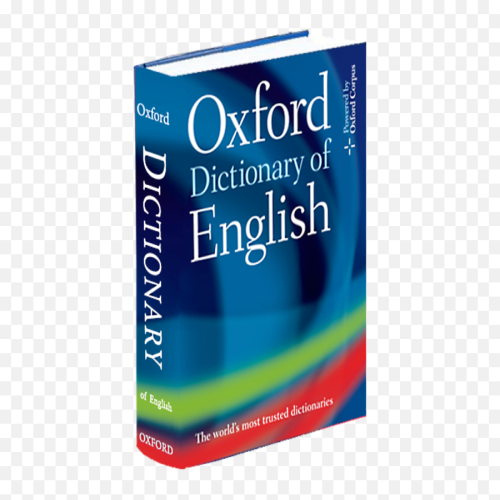 Oxford
DICTIONARY
of English
OXFORD
Oxford
Dictionary of
English
Powered by
Oxford Corpus
The world's most trusted dictionaries